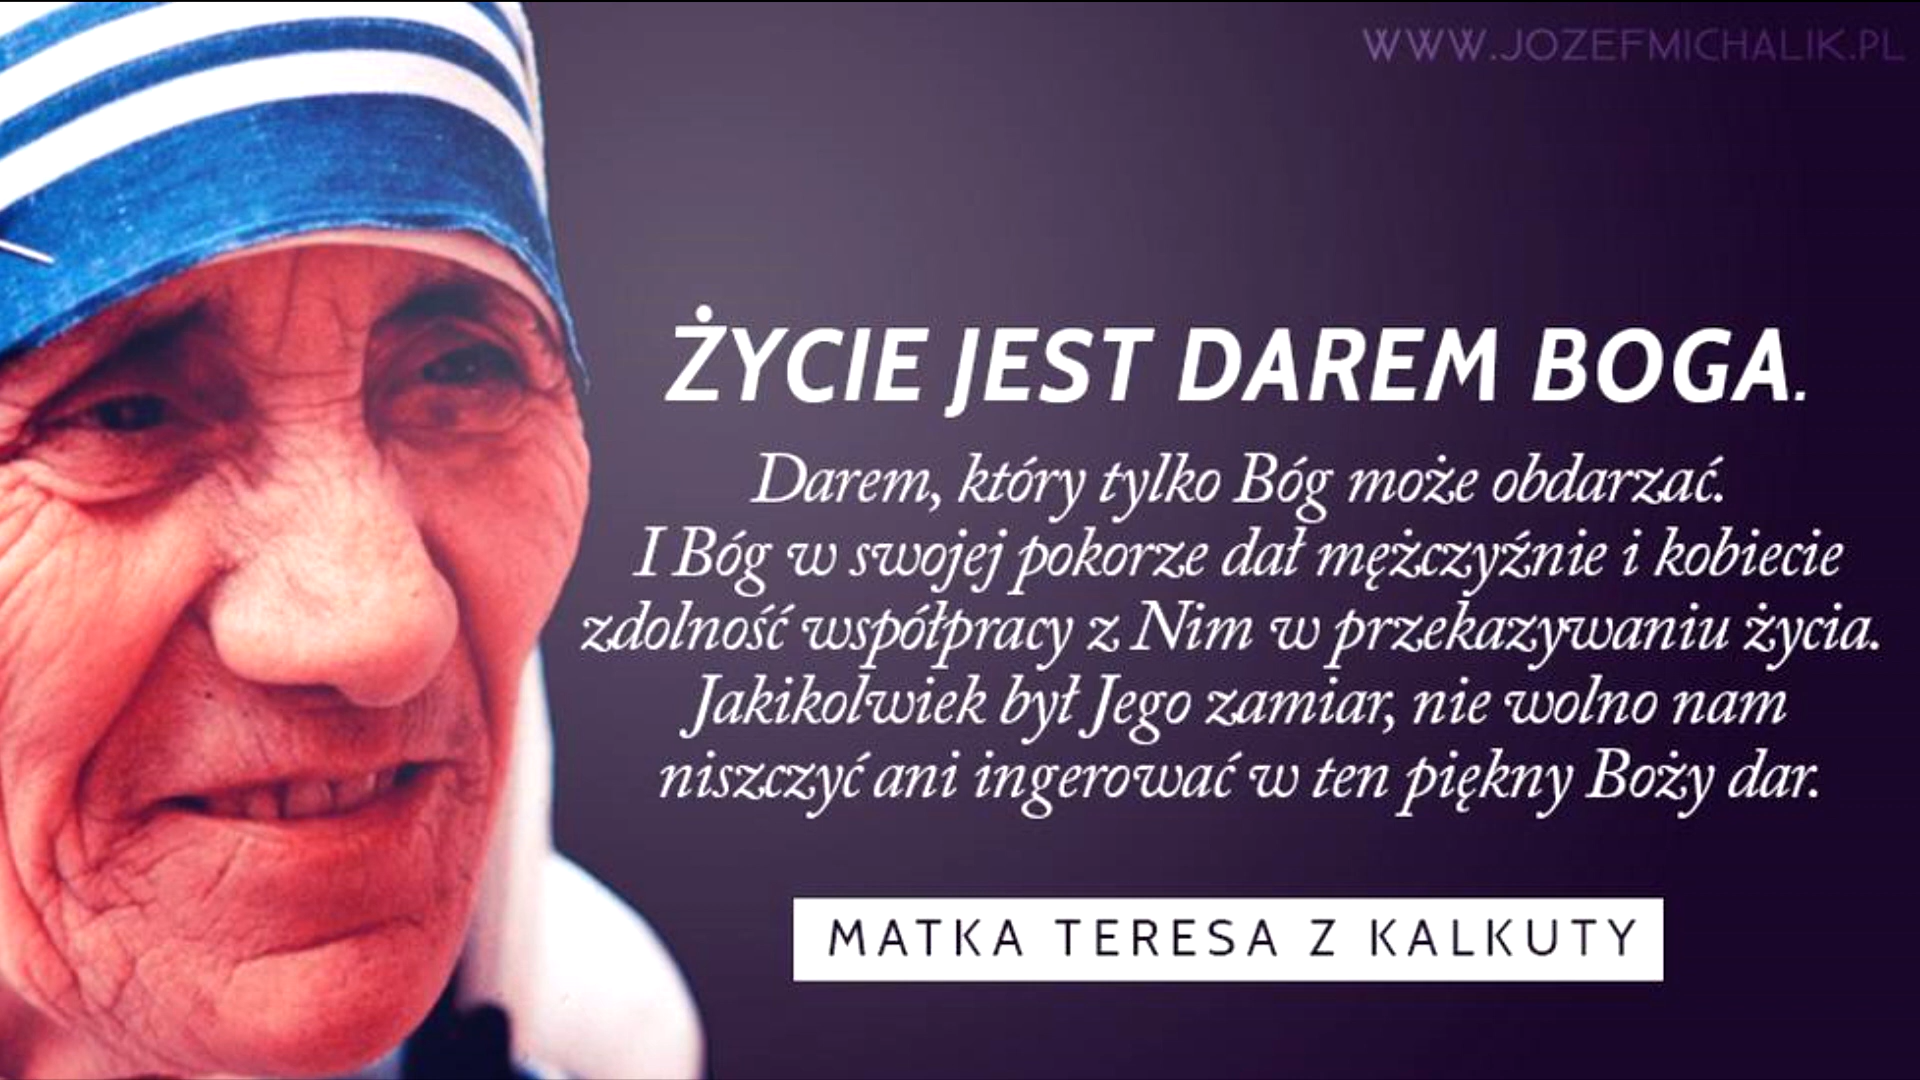 WWW.JOZEFMICHALIK.PL
ŻYCIE JEST DAREM BOGA.
Darem, który tylko Bóg może obdarzać.
I Bóg w swojej pokorze dał mężczyźnie i kobiecie
zdolność współpracy z Nim w przekazywaniu życia.
Jakikolwiek był Jego zamiar, nie wolno nam
niszczyć ani ingerować w ten piękny Boży dar.
MATKA TERESA Z KALKUTY